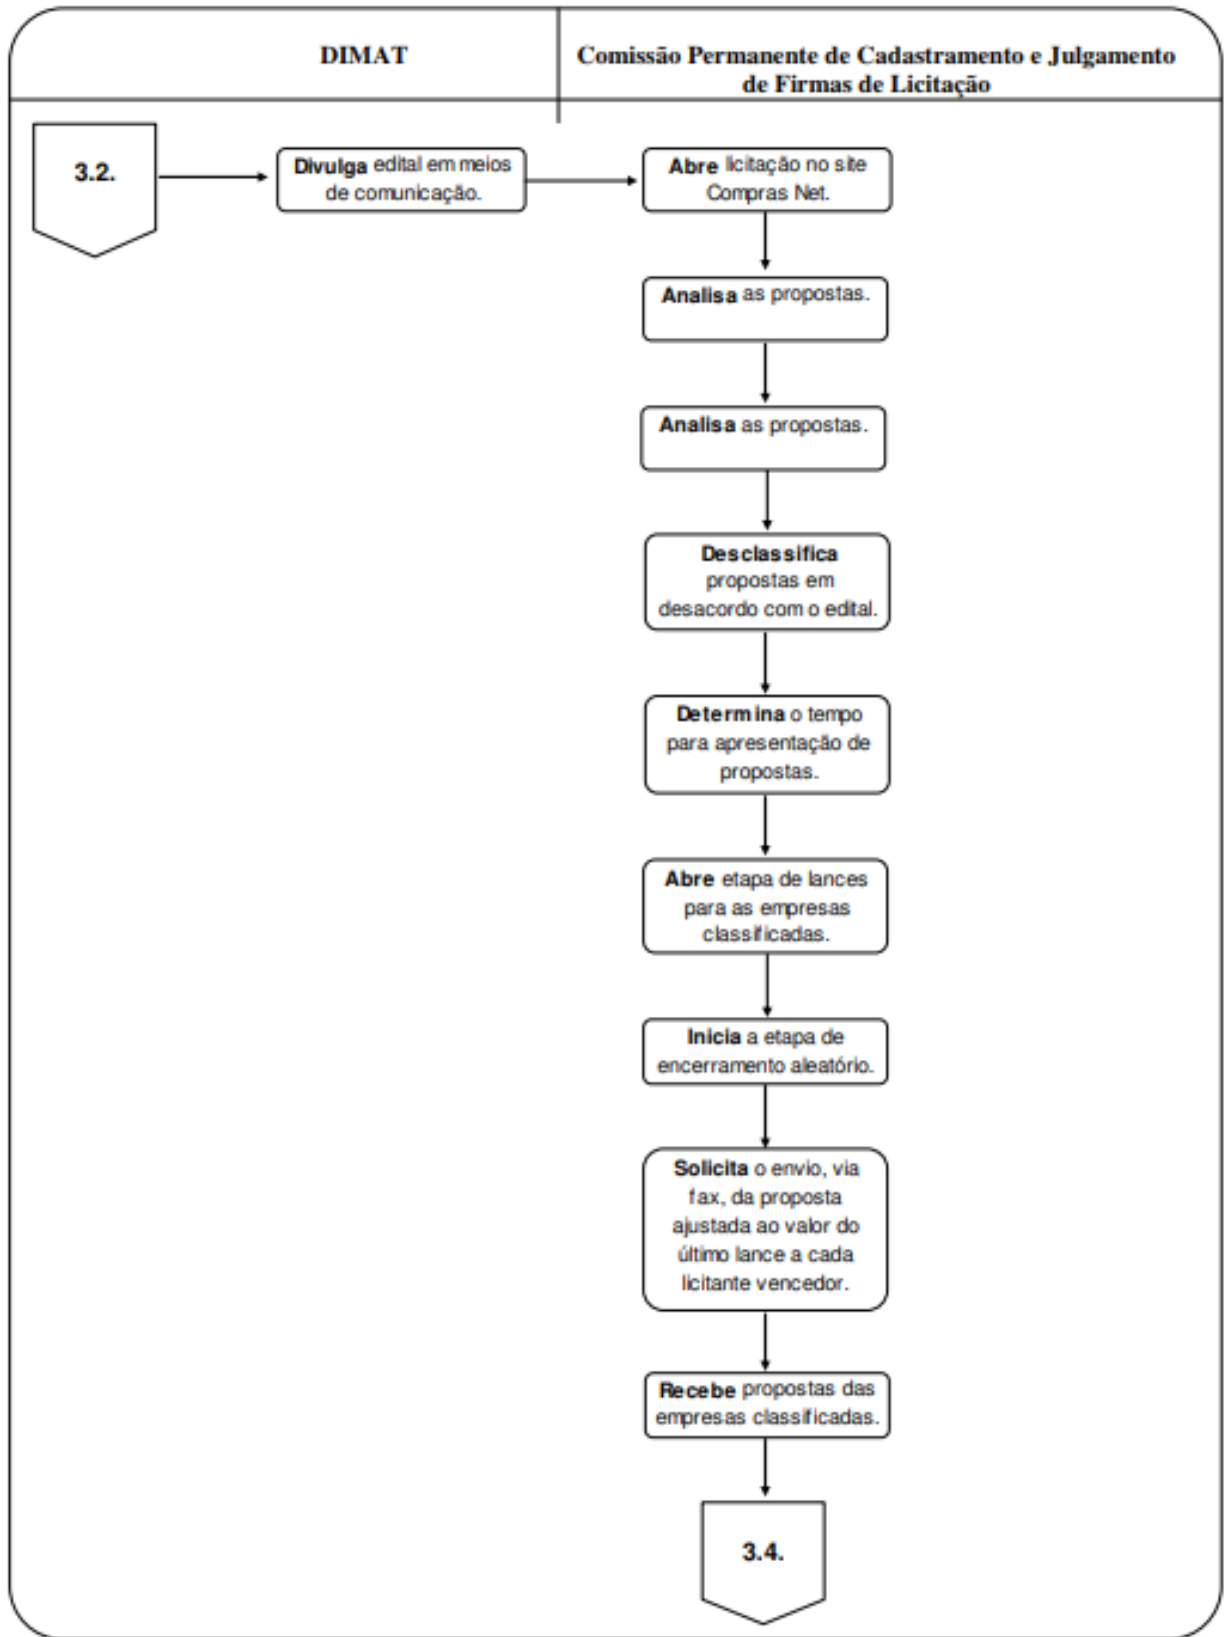 DIMAT
Comissão Permanente de Cadastramento e Julgamento
de Firmas de Licitação
3.2.
Divulga edital em meios
de comunicação.
Abre licitação no site
Compras Net.
Analisa as propostas.
Analisa as propostas.
Desclassifica
propostas em
desacordo com o edital.
Determina o tempo
para apresentação de
propostas.
Abre etapa de lances
para as empresas
classificadas.
Inicia a etapa de
encerramento aleatório.
Solicita o envio, via
fax, da proposta
ajustada ao valor do
último lance a cada
licitante vencedor.
Recebe propostas das
empresas classificadas.
3.4.